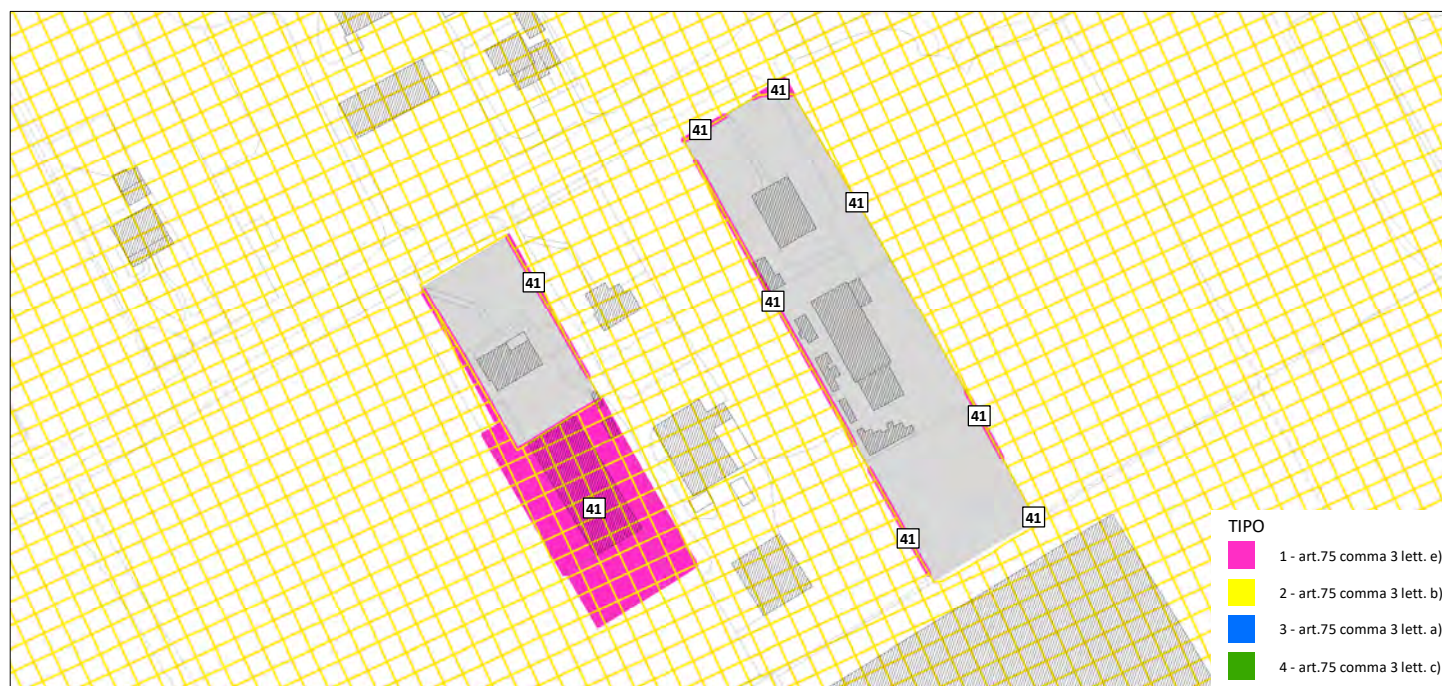 41
41
41
41
41
41
41
41
41
TIPO
1 - art.75 comma 3 lett. e)
2 - art.75 comma 3 lett. b)
3 - art.75 comma 3 lett. a)
4 - art.75 comma 3 lett. c)